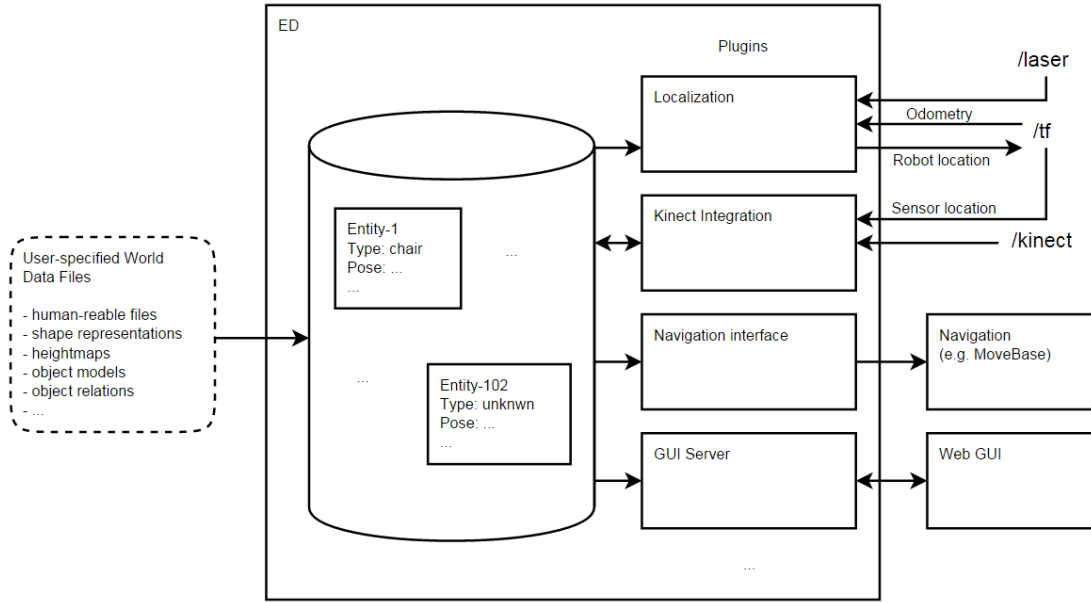 ED
Plugins
/laser
Localization
Odometry
/tf
Robot location
Kinect Integration
Sensor location
/kinect
Entity-1
Type: chair
Pose: ...
...
...
User-specified World
Data Files
- human-reable files
- shape representations
- heightmaps
- object models
- object relations
- ...
Navigation interface
Navigation
(e.g. MoveBase)
...
Entity-102
Type: unknwn
Pose: ...
...
GUI Server
Web GUI
...